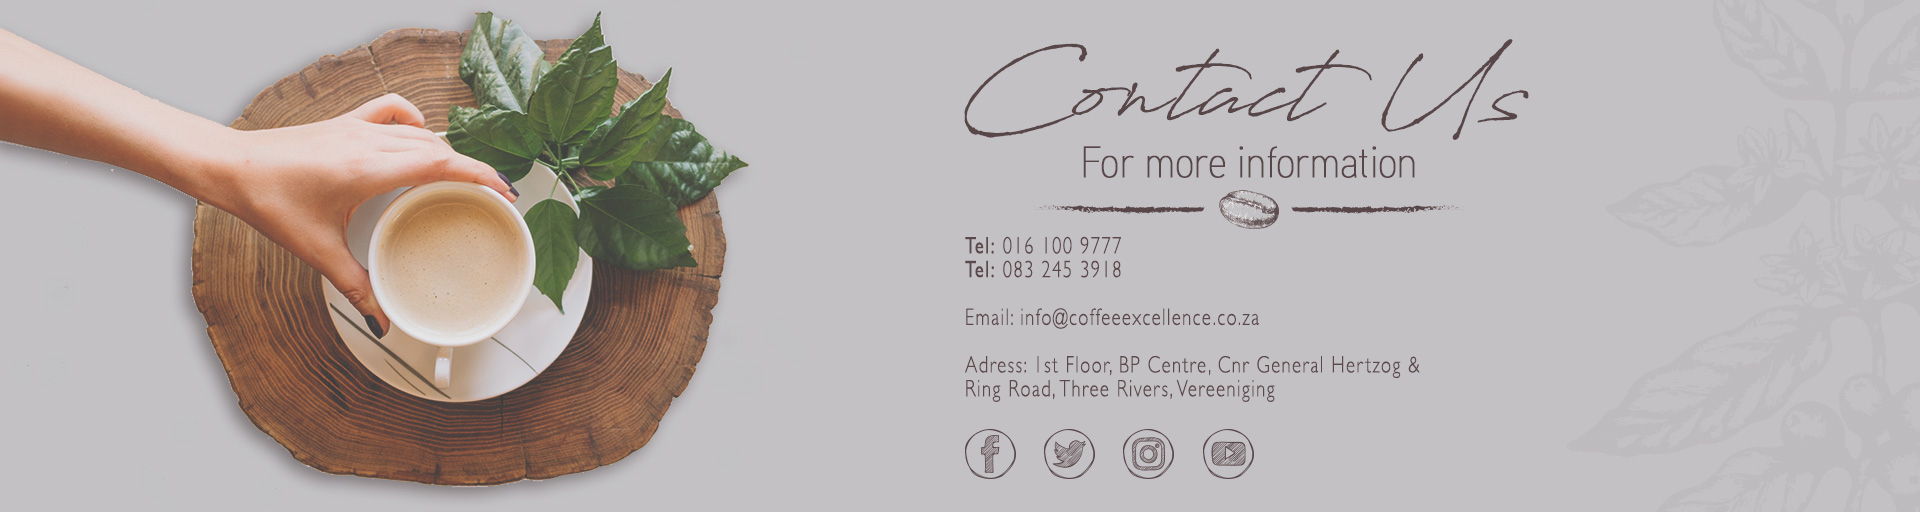 Contact Us
For more information
Tel: 016 100 9777
Tel: 083 245 3918
Email: info@coffeeexcellence.co.za
Adress: 1st Floor, BP Centre, Cnr General Hertzog &
Ring Road, Three Rivers, Vereeniging